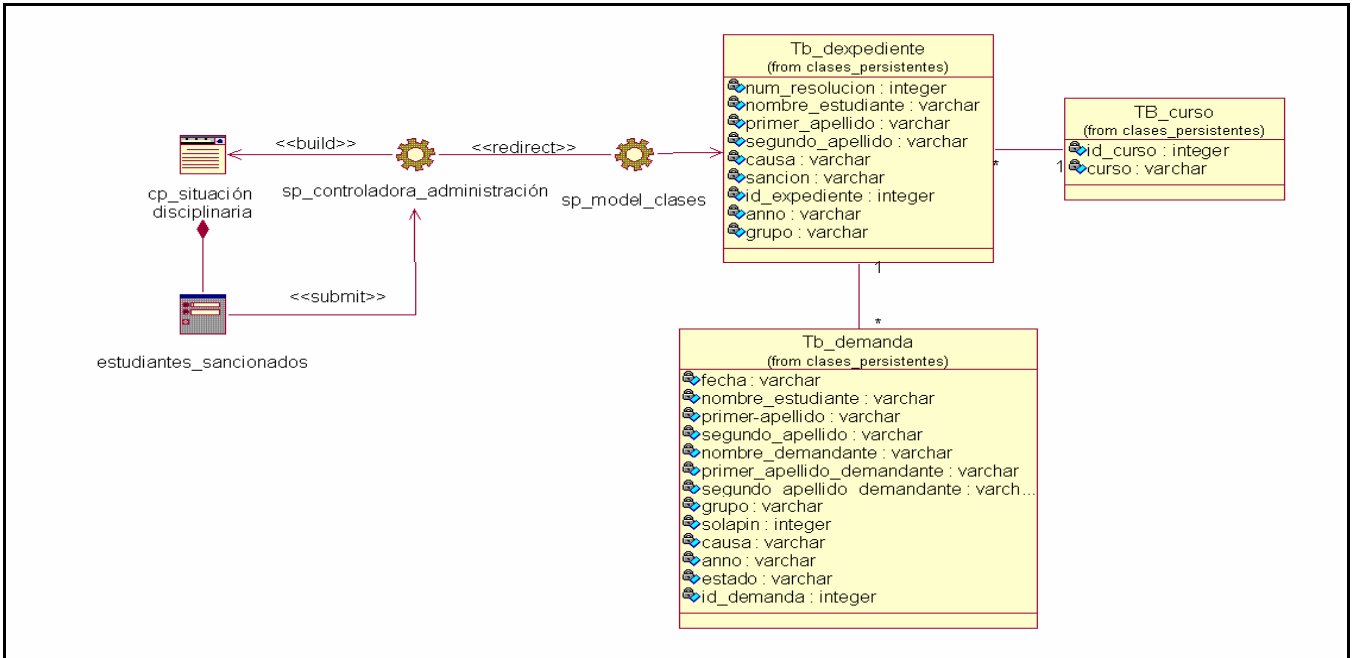 <<build>>
<<redirect>>
cp_situación
disciplinaria
sp_controladora_administración
sp_model_clases
<<submit>>
estudiantes_sancionados
Tb_dexpediente
(from clases_persistentes)
num_resolucion : integer
nombre_estudiante : varchar
primer_apellido : varchar
segundo_apellido : varchar
causa : varchar
sancion : varchar
id_expediente : integer
anno : varchar
grupo : varchar
*
1
TB_curso
(from clases_persistentes)
id_curso : integer
curso : varchar
1
*
Tb_demanda
(from clases_persistentes)
fecha : varchar
nombre_estudiante : varchar
primer-apellido : varchar
segundo_apellido : varchar
nombre_demandante : varchar
primer_apellido_demandante : varchar
segundo_apellido_demandante : varch...
grupo : varchar
solapin : integer
causa : varchar
anno : varchar
estado : varchar
id_demanda : integer